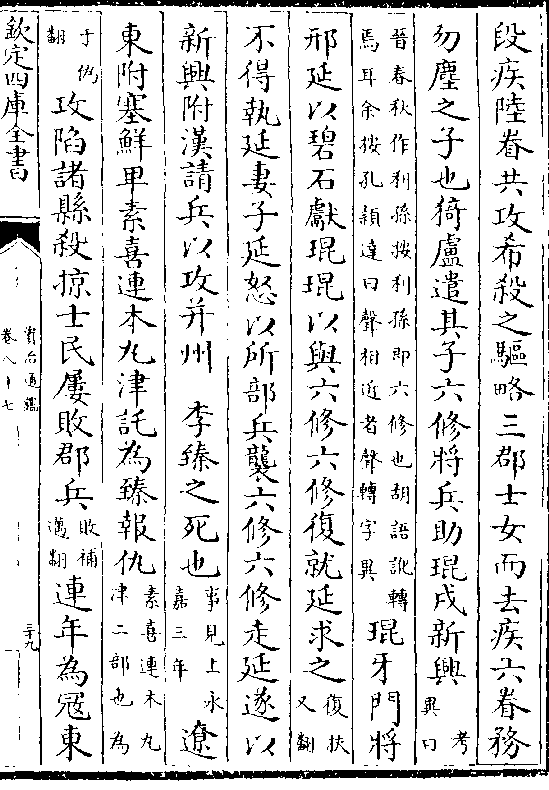 段疾陸眷共攻希殺之驅略三郡士女而去疾六眷務
勿塵之子也猗盧遣其子六修將兵助琨戍新興考異曰
晉春秋作利孫按利孫即六修也胡語訛轉焉耳余按孔穎達曰聲相近者聲轉字異琨牙門將
邢延以碧石獻琨琨以與六修六修復就延求之復扶又翻
不得執延妻子延怒以所部兵襲六修六修走延遂以
新興附漢請兵以攻并州 李臻之死也事見上永嘉三年遼
東附塞鮮卑素喜連木丸津託為臻報仇素喜連木丸津二部也為
于偽翻攻陷諸縣殺掠士民屢敗郡兵敗補邁翻連年為寇東
欽定四庫全書
資治通鑑
卷八十七
三十九